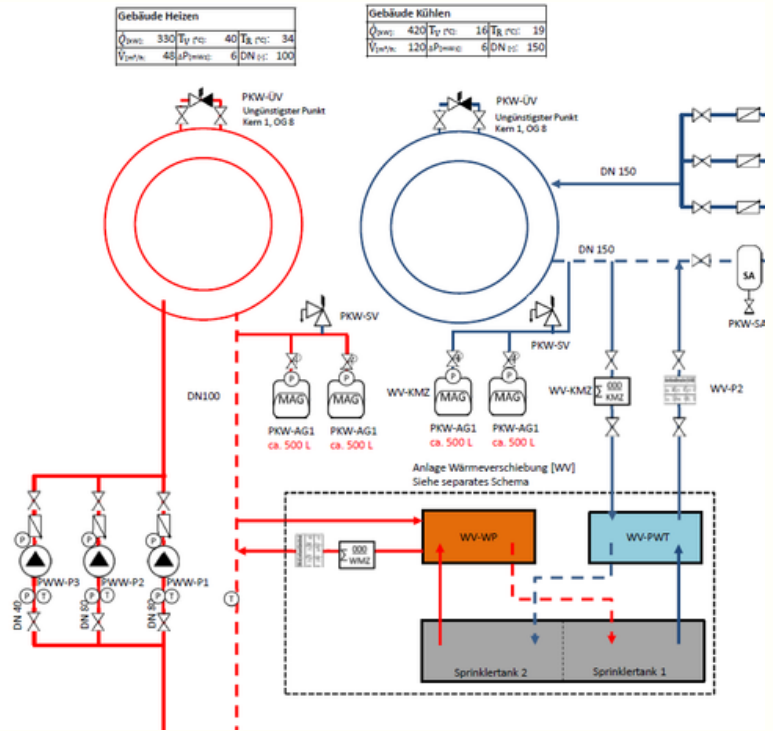 Gebäude Heizen
Q̇[kW]: 330 TV [°C]: 40 TR [°C]: 34
V̇[m³/h]: 48 ΔP[mWS]: 6 DN [-]: 100
Gebäude Kühlen
Q̇[kW]: 420 TV [°C]: 16 TR [°C]: 19
V̇[m³/h]: 120 ΔP[mWS]: 6 DN [-]: 150
PKW-ÜV
Ungünstigster Punkt
Kern 1, OG 8
PKW-ÜV
Ungünstigster Punkt
Kern 1, OG 8
DN 150
DN 150
SA
PKW-SA
PKW-SV
PKW-SV
DN100
P
P
MAG
MAG
PKW-AG1
ca. 500 L
PKW-AG1
ca. 500 L
WV-KMZ
P
P
MAG
MAG
PKW-AG1
ca. 500 L
PKW-AG1
ca. 500 L
WV-KMZ
Σ 000
KMZ
WV-P2
Anlage Wärmeverschiebung [WV]
Siehe separates Schema
WV-WP
WV-PWT
Σ 000
WMZ
P
P
P
PWW-P3
PWW-P2
PWW-P1
P T
P T
P T
DN 40
DN 80
DN 80
T
Sprinklertank 2
Sprinklertank 1